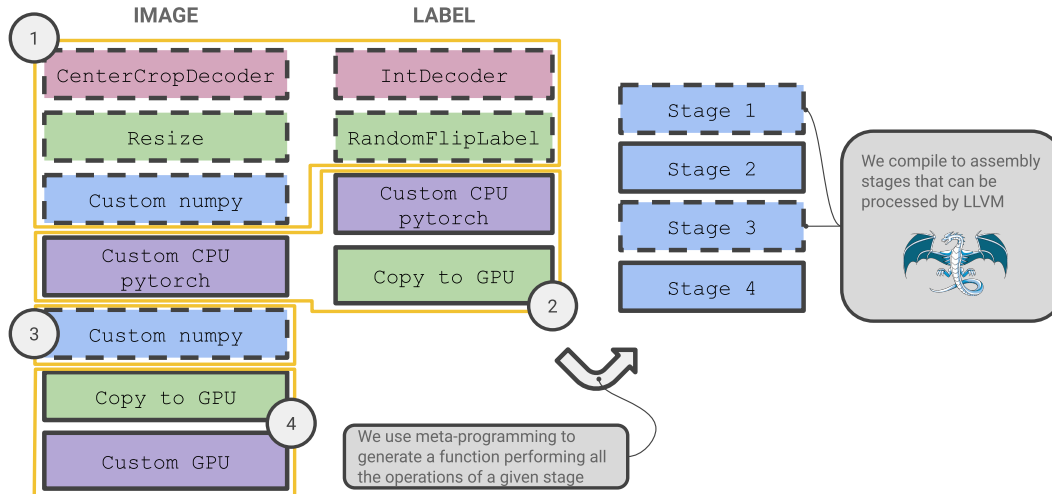 IMAGE
LABEL
1
CenterCropDecoder
IntDecoder
Resize
RandomFlipLabel
Custom numpy
Custom CPU
pytorch
Custom CPU
pytorch
Copy to GPU
2
3
Custom numpy
Copy to GPU
4
Custom GPU
Stage 1
Stage 2
Stage 3
Stage 4
We compile to assembly
stages that can be
processed by LLVM
We use meta-programming to
generate a function performing all
the operations of a given stage